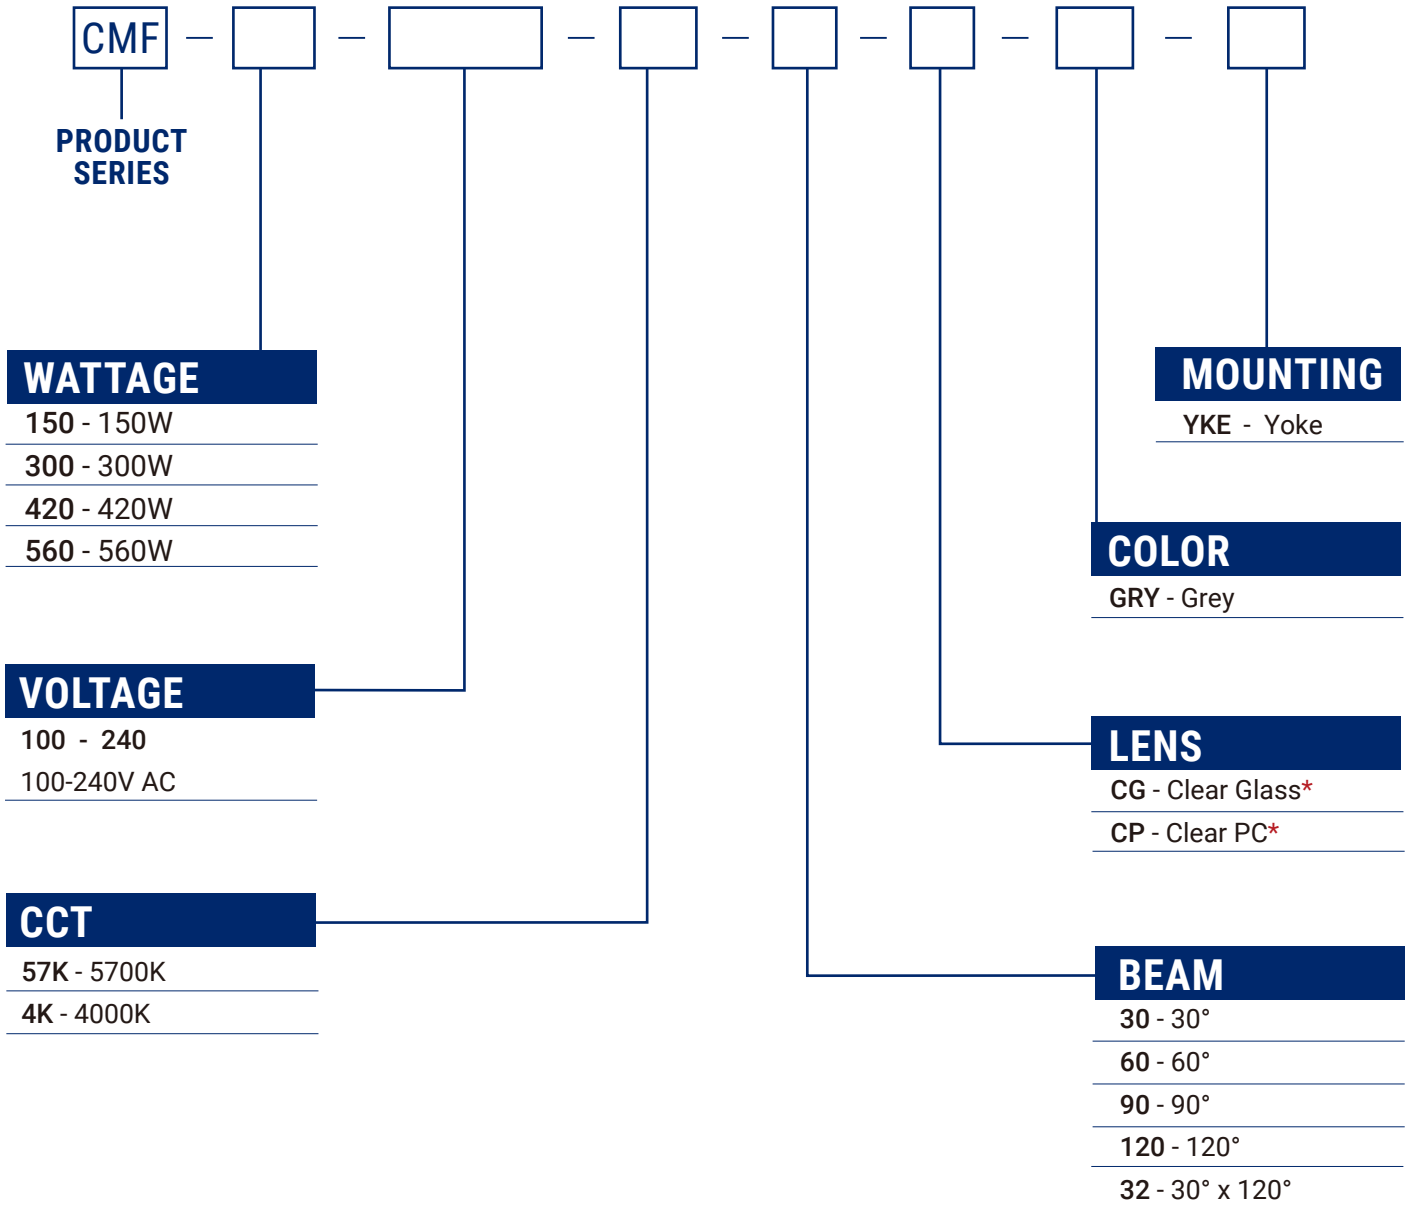 CMF — — — — — — —
PRODUCT
SERIES
WATTAGE
150 - 150W
300 - 300W
420 - 420W
560 - 560W
VOLTAGE
100 - 240
100-240V AC
CCT
57K - 5700K
4K - 4000K
MOUNTING
YKE - Yoke
COLOR
GRY - Grey
LENS
CG - Clear Glass*
CP - Clear PC*
BEAM
30 - 30°
60 - 60°
90 - 90°
120 - 120°
32 - 30° x 120°